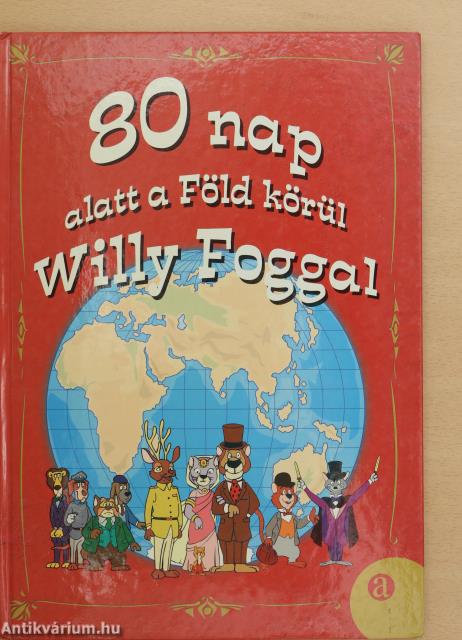 80 nap
alatt a Föld körül
Willy Foggal
a
Antikvárium.hu